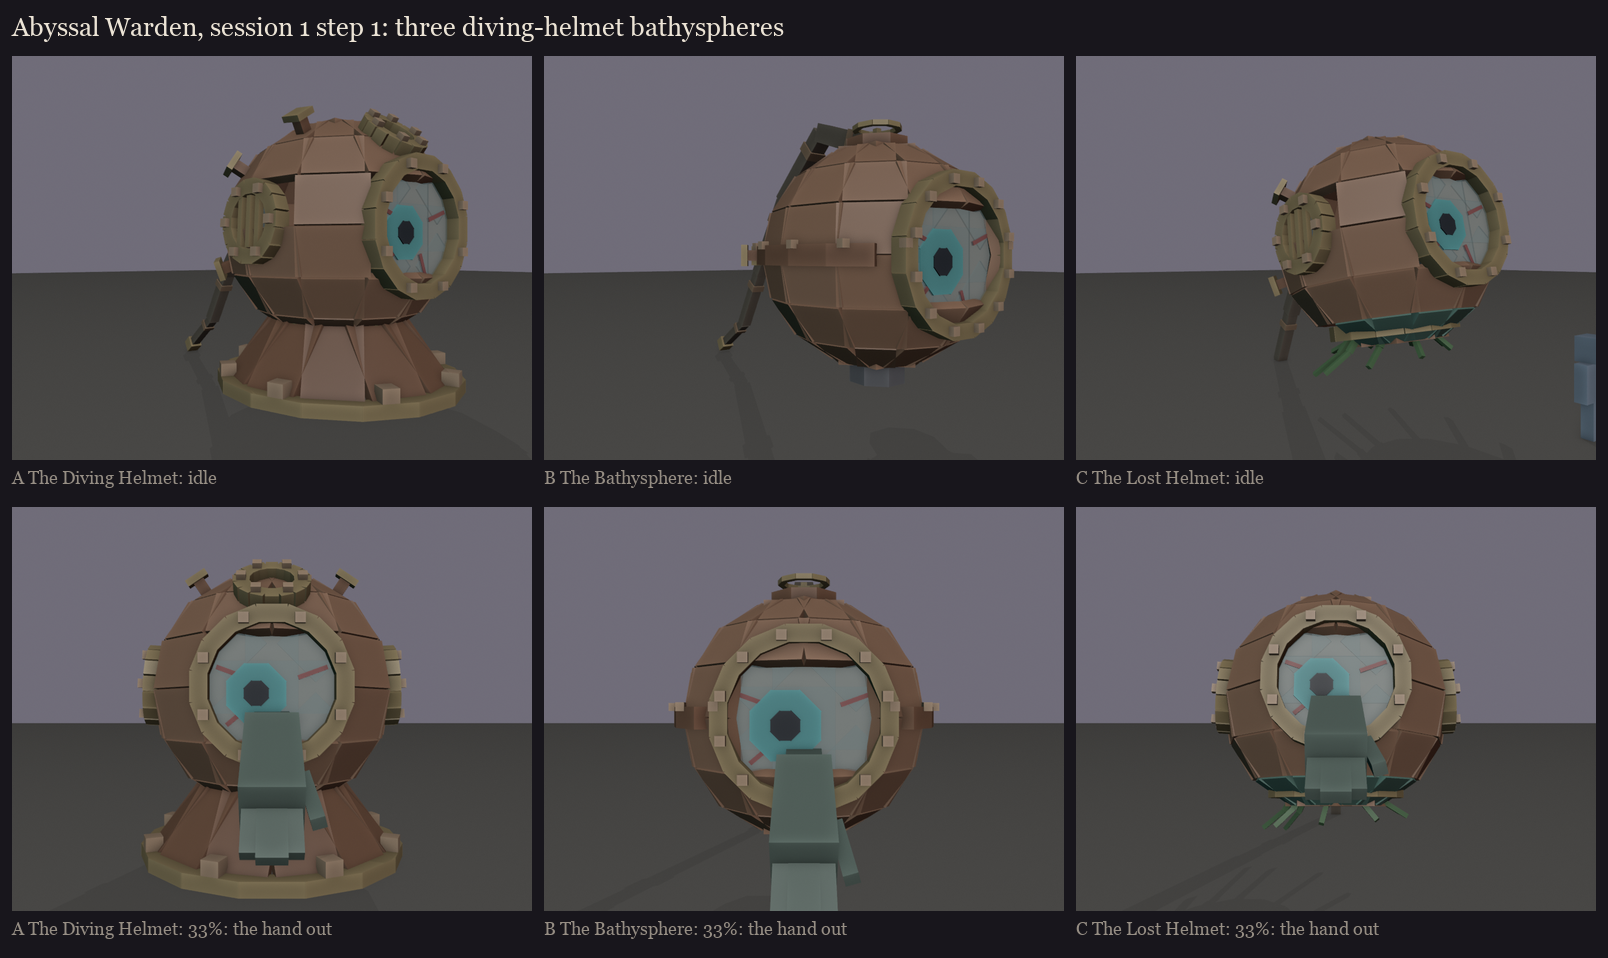 Abyssal Warden, session 1 step 1: three diving-helmet bathyspheres
A The Diving Helmet: idle
B The Bathysphere: idle
C The Lost Helmet: idle
A The Diving Helmet: 33%: the hand out
B The Bathysphere: 33%: the hand out
C The Lost Helmet: 33%: the hand out